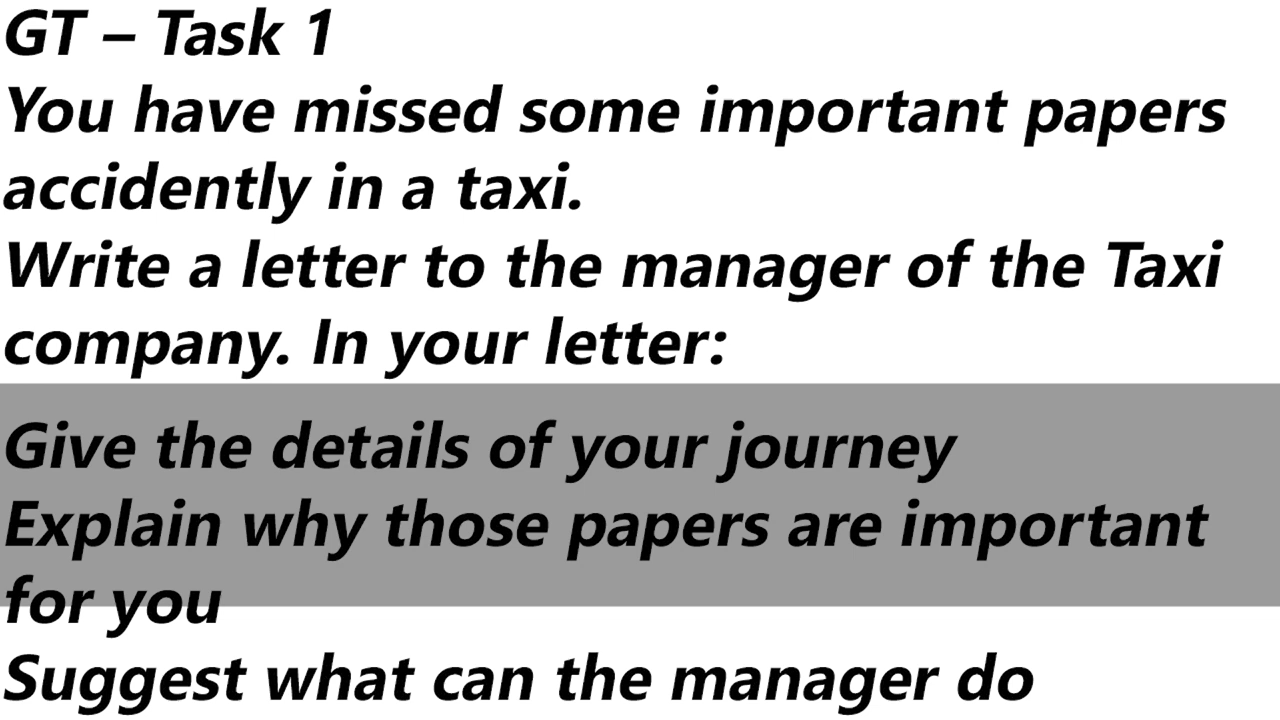 GT – Task 1
You have missed some important papers
accidently in a taxi.
Write a letter to the manager of the Taxi
company. In your letter:
Give the details of your journey
Explain why those papers are important
for you
Suggest what can the manager do